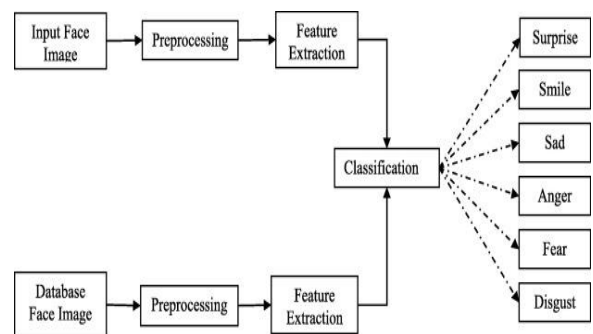 Input Face
Image
Preprocessing
Feature
Extraction
Classification
Surprise
Smile
Sad
Anger
Fear
Disgust
Database
Face Image
Preprocessing
Feature
Extraction